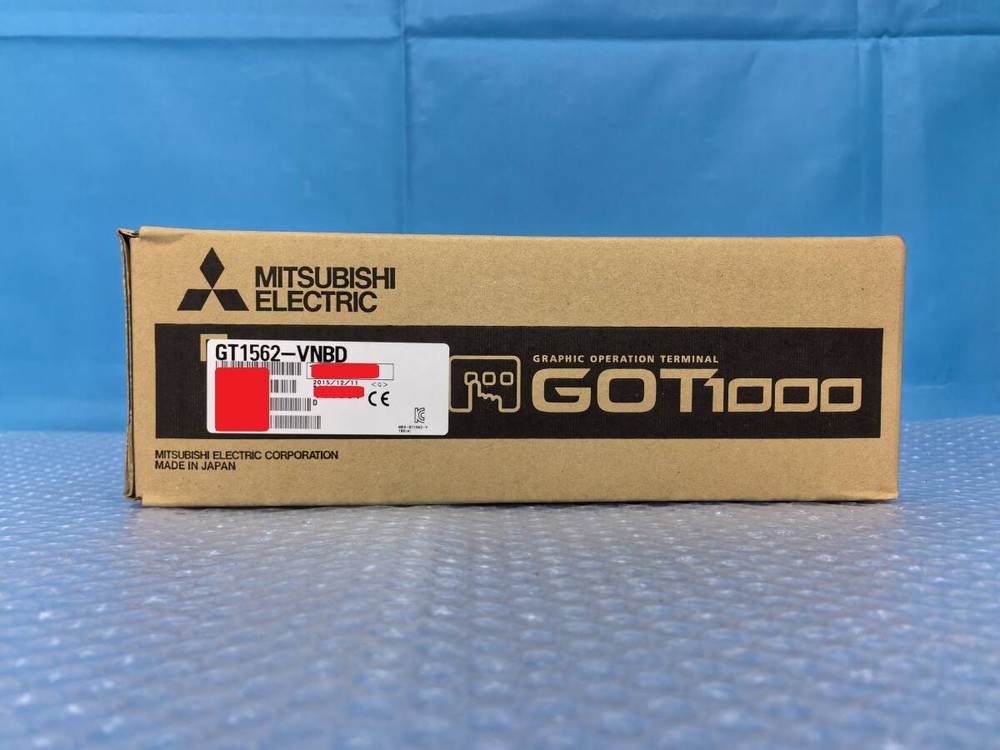 MITSUBISHI
ELECTRIC
GT1562-VNBD
2015/12/11 <G>
D
CE
GRAPHIC OPERATION TERMINAL
GOT1000
MITSUBISHI ELECTRIC CORPORATION
MADE IN JAPAN